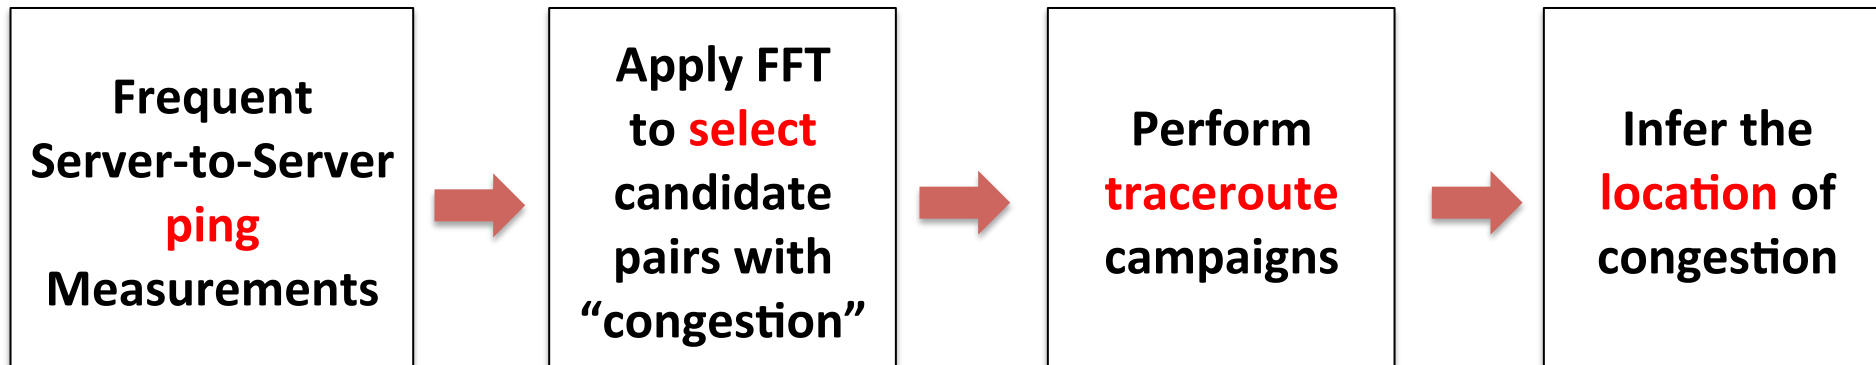 Frequent
Server-to-Server
ping
Measurements
Apply FFT
to select
candidate
pairs with
“congestion”
Perform
traceroute
campaigns
Infer the
location of
congestion